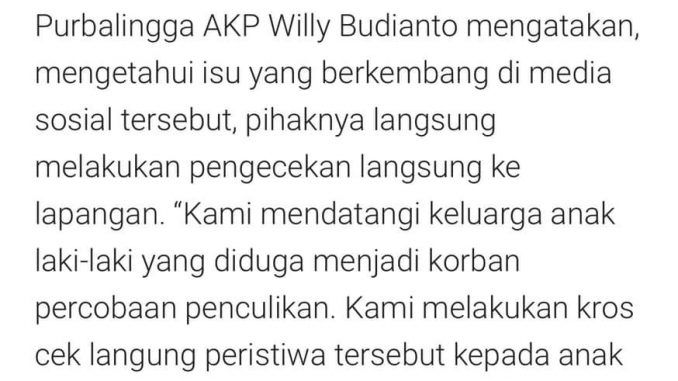 Purbalingga AKP Willy Budianto mengatakan,
mengetahui isu yang berkembang di media
sosial tersebut, pihaknya langsung
melakukan pengecekan langsung ke
lapangan. “Kami mendatangi keluarga anak
laki-laki yang diduga menjadi korban
percobaan penculikan. Kami melakukan kros
cek langung peristiwa tersebut kepada anak